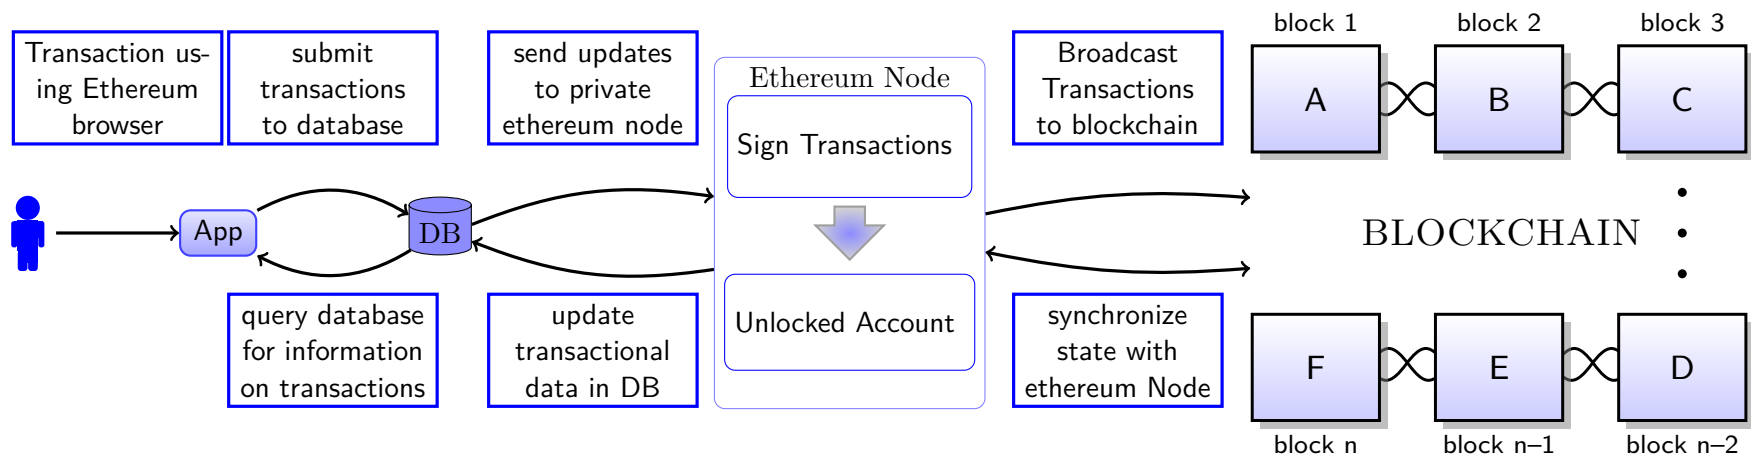 block 1
block 2
block 3
Transaction us-
ing Ethereum
browser
submit
transactions
to database
send updates
to private
ethereum node
Ethereum Node
Sign Transactions
Broadcast
Transactions
to blockchain
A
B
C
App
DB
BLOCKCHAIN
query database
for information
on transactions
update
transactional
data in DB
Unlocked Account
synchronize
state with
ethereum Node
F
E
D
block n
block n–1
block n–2